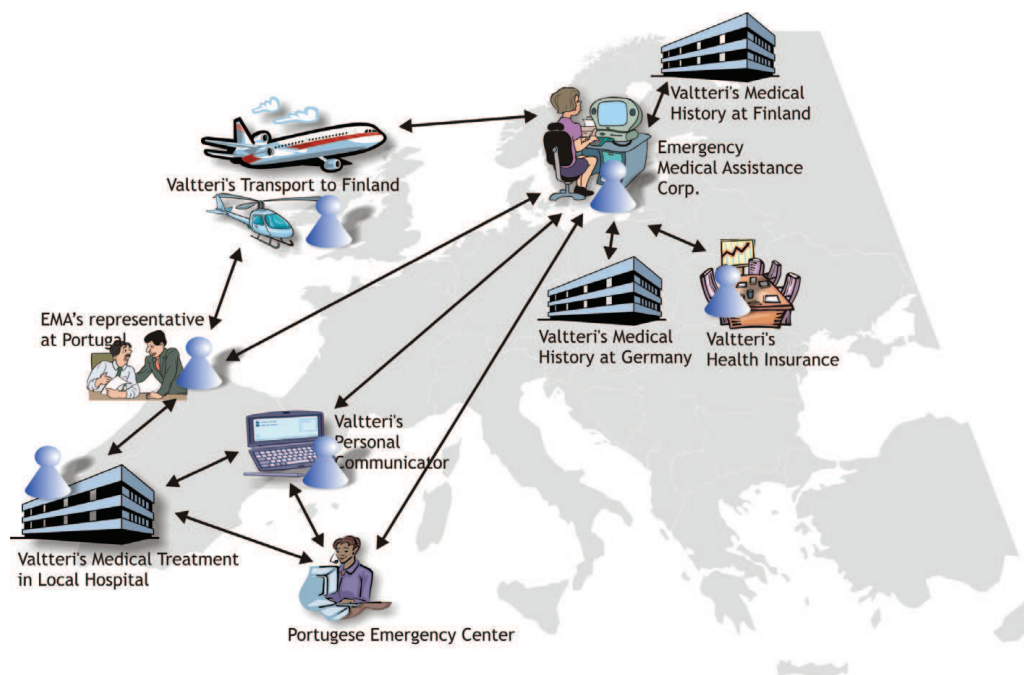 Valtteri's Medical
History at Finland
Emergency
Medical Assistance
Corp.
Valtteri's Transport to Finland
EMA's representative
at Portugal
Valtteri's Medical
History at Germany
Valtteri's
Health Insurance
Valtteri's
Personal
Communicator
Valtteri's Medical Treatment
in Local Hospital
Portugese Emergency Center